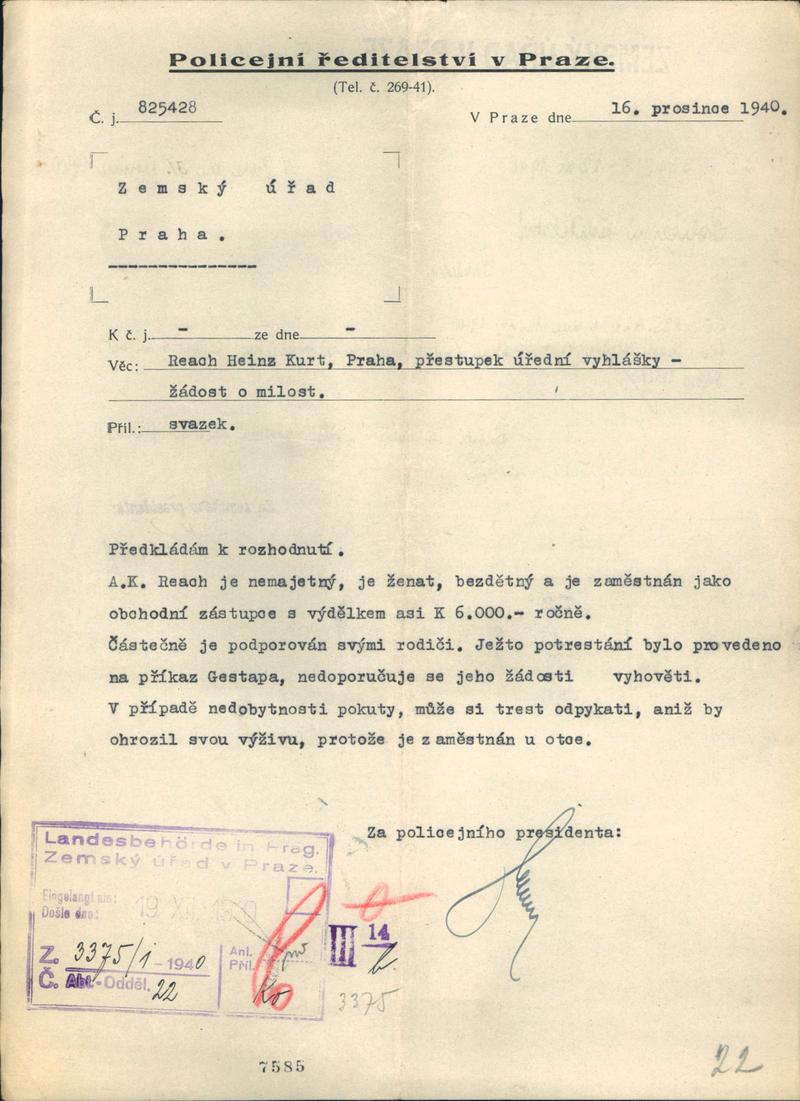 Policejní ředitelství v Praze.
(Tel. č. 269-41).
Č. j. 825428
V Praze dne 16. prosince 1940.
Zemský úřad
Praha.
K č. j. - ze dne -
Věc: Reach Heinz Kurt, Praha, přestupek úřední vyhlášky -
žádost o milost.
Příl.: svazek.
Předkládám k rozhodnutí.
A.K. Reach je nemajetný, je ženat, bezdětný a je zaměstnán jako
obchodní zástupce s výdělkem asi K 6.000.- ročně.
Částečně je podporován svými rodiči. Ježto potrestání bylo provedeno
na příkaz Gestapa, nedoporučuje se jeho žádosti vyhověti.
V případě nedobytnosti pokuty, může si trest odpykati, aniž by
ohrozil svou výživu, protože je zaměstnán u otce.
Za policejního presidenta:
Landesbehörde in Prag.
Zemský úřad v Praze.
Eingelangt am:
Došlo dne: 19. XII. 1940
Z. 3375/1 - 1940
Č. Abt.-Odděl. 22
Anl.
Příl.
III 14
3375
7585
22